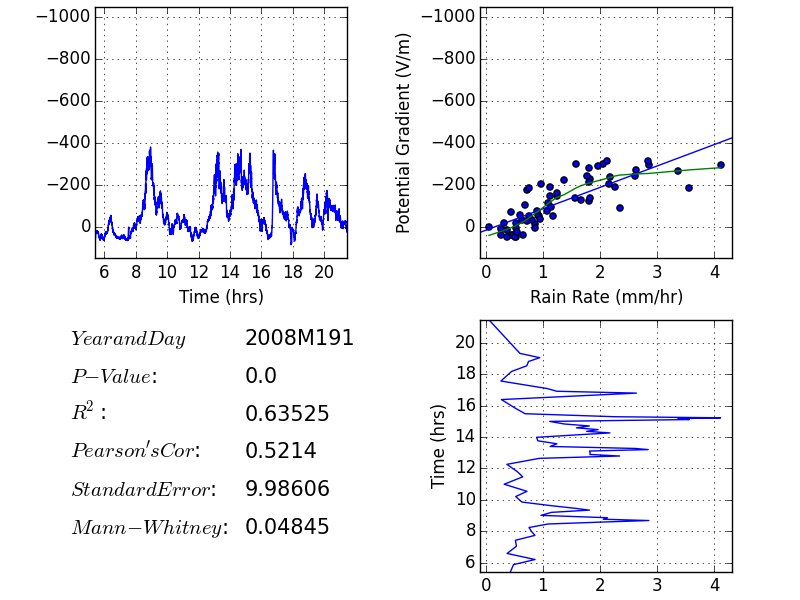 −1000
−800
−600
−400
−200
0
6 8 10 12 14 16 18 20
Time (hrs)
Potential Gradient (V/m)
−1000
−800
−600
−400
−200
0
0 1 2 3 4
Rain Rate (mm/hr)
YearandDay 2008M191
P−Value: 0.0
R²: 0.63525
Pearson'sCor: 0.5214
StandardError: 9.98606
Mann−Whitney: 0.04845
Time (hrs)
20
18
16
14
12
10
8
6
0 1 2 3 4